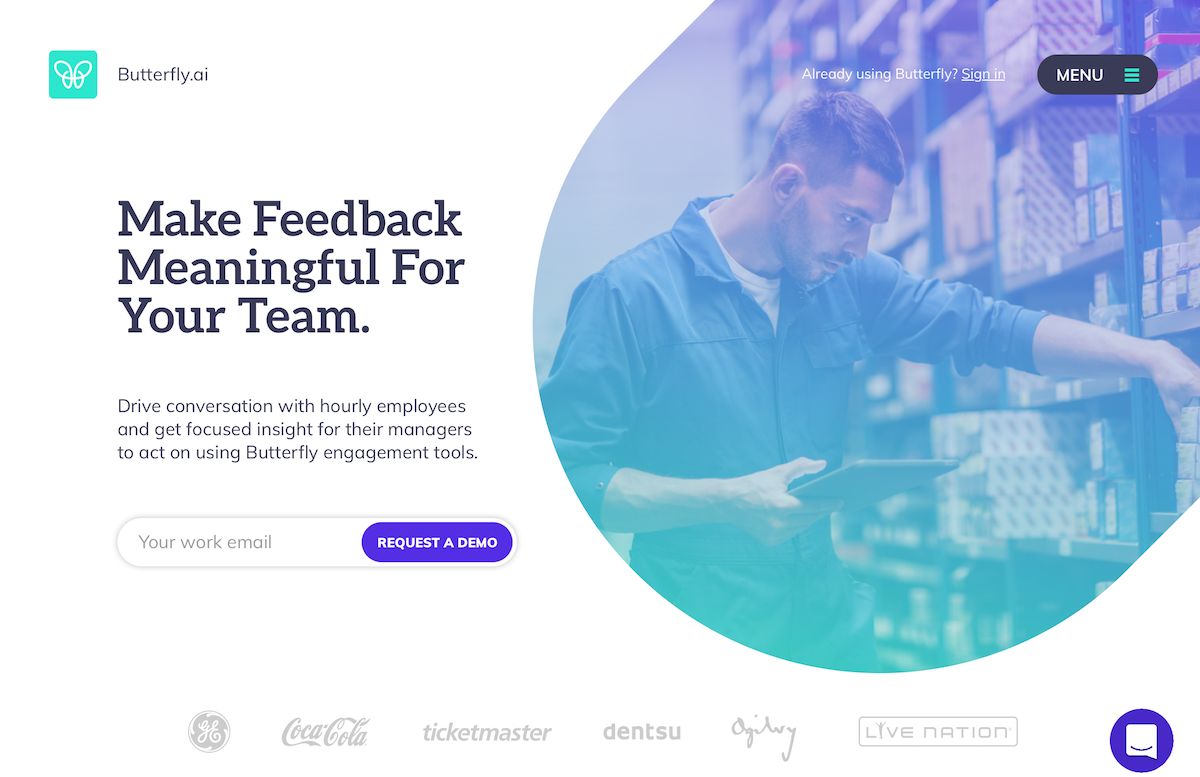 Butterfly.ai
Already using Butterfly? Sign in
MENU
Make Feedback
Meaningful For
Your Team.
Drive conversation with hourly employees
and get focused insight for their managers
to act on using Butterfly engagement tools.
Your work email
REQUEST A DEMO
GE
Coca-Cola
ticketmaster
dentsu
Ogilvy
LIVE NATION